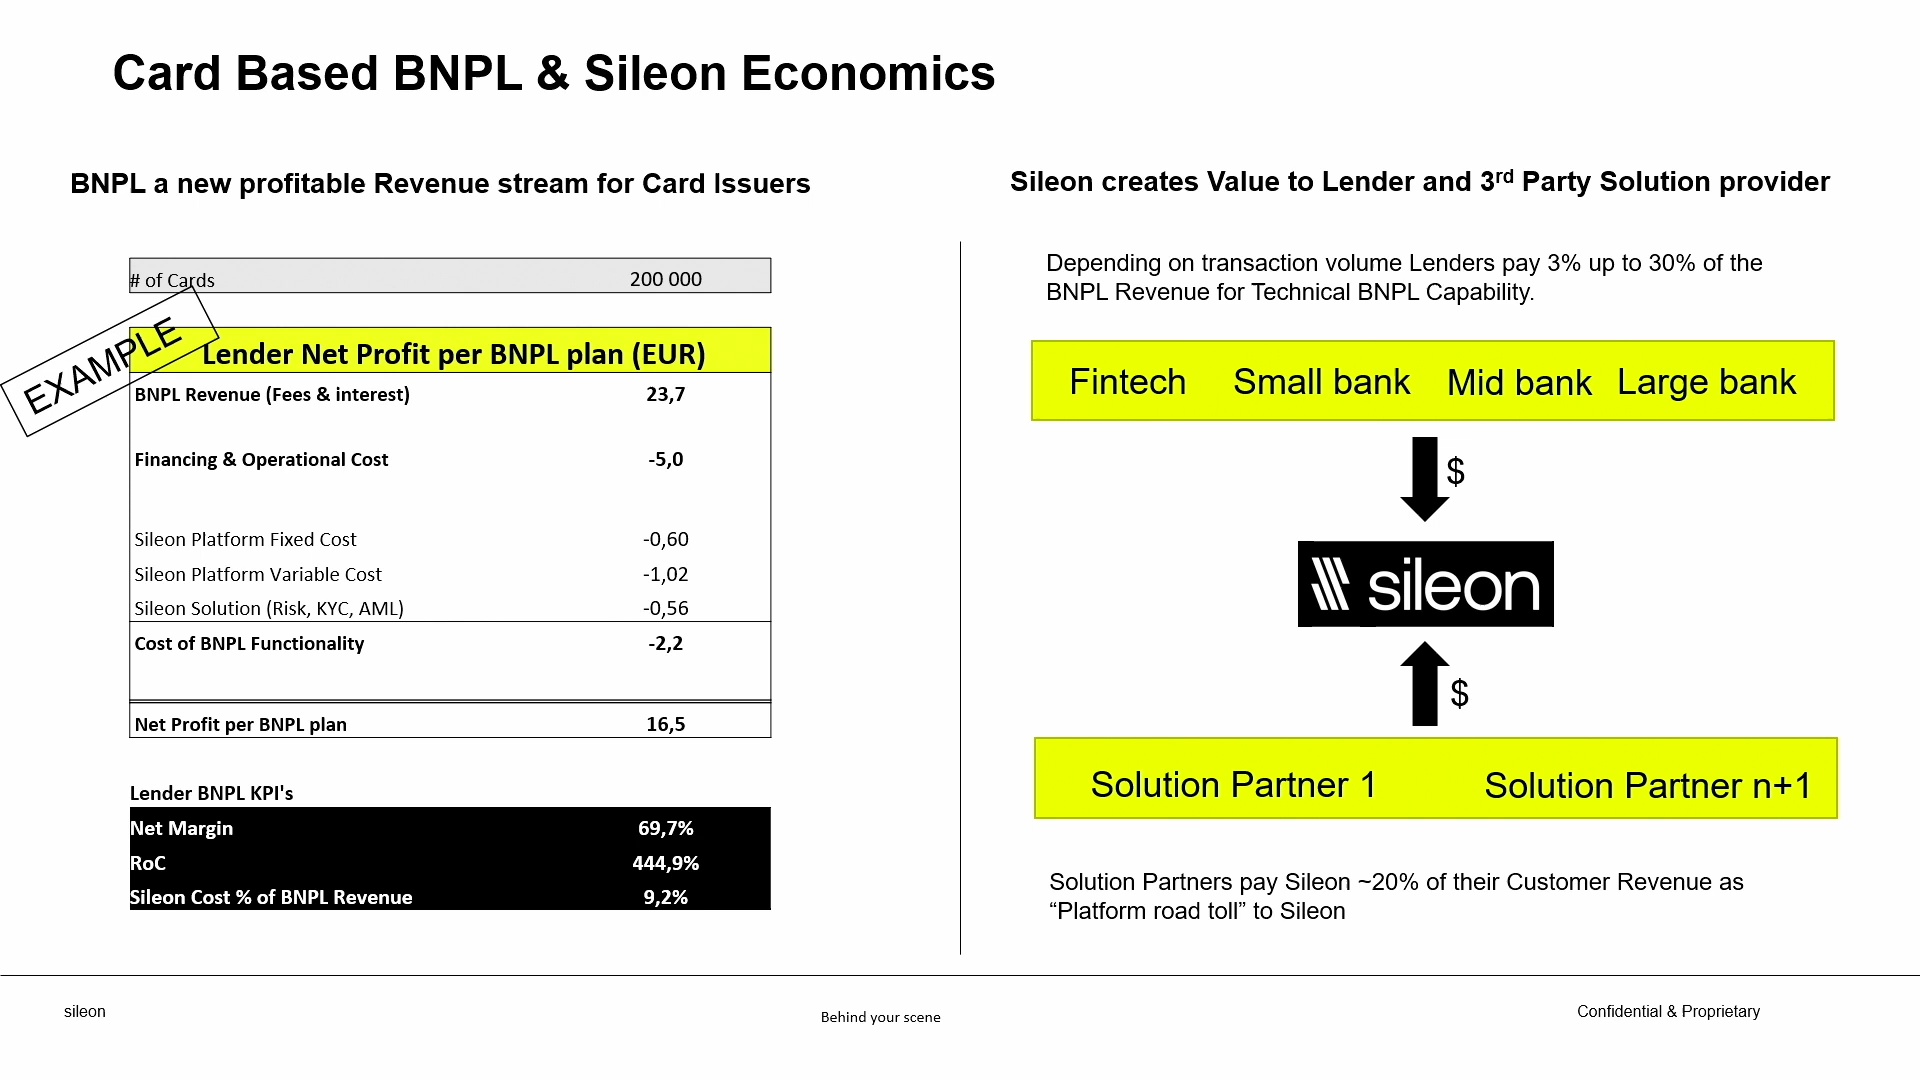 Card Based BNPL & Sileon Economics
BNPL a new profitable Revenue stream for Card Issuers
# of Cards 200 000
EXAMPLE
Lender Net Profit per BNPL plan (EUR)
BNPL Revenue (Fees & interest) 23,7
Financing & Operational Cost -5,0
Sileon Platform Fixed Cost -0,60
Sileon Platform Variable Cost -1,02
Sileon Solution (Risk, KYC, AML) -0,56
Cost of BNPL Functionality -2,2
Net Profit per BNPL plan 16,5
Lender BNPL KPI's
Net Margin 69,7%
RoC 444,9%
Sileon Cost % of BNPL Revenue 9,2%
Sileon creates Value to Lender and 3rd Party Solution provider
Depending on transaction volume Lenders pay 3% up to 30% of the
BNPL Revenue for Technical BNPL Capability.
Fintech Small bank Mid bank Large bank
$
sileon
$
Solution Partner 1 Solution Partner n+1
Solution Partners pay Sileon ~20% of their Customer Revenue as
“Platform road toll” to Sileon
sileon
Behind your scene
Confidential & Proprietary